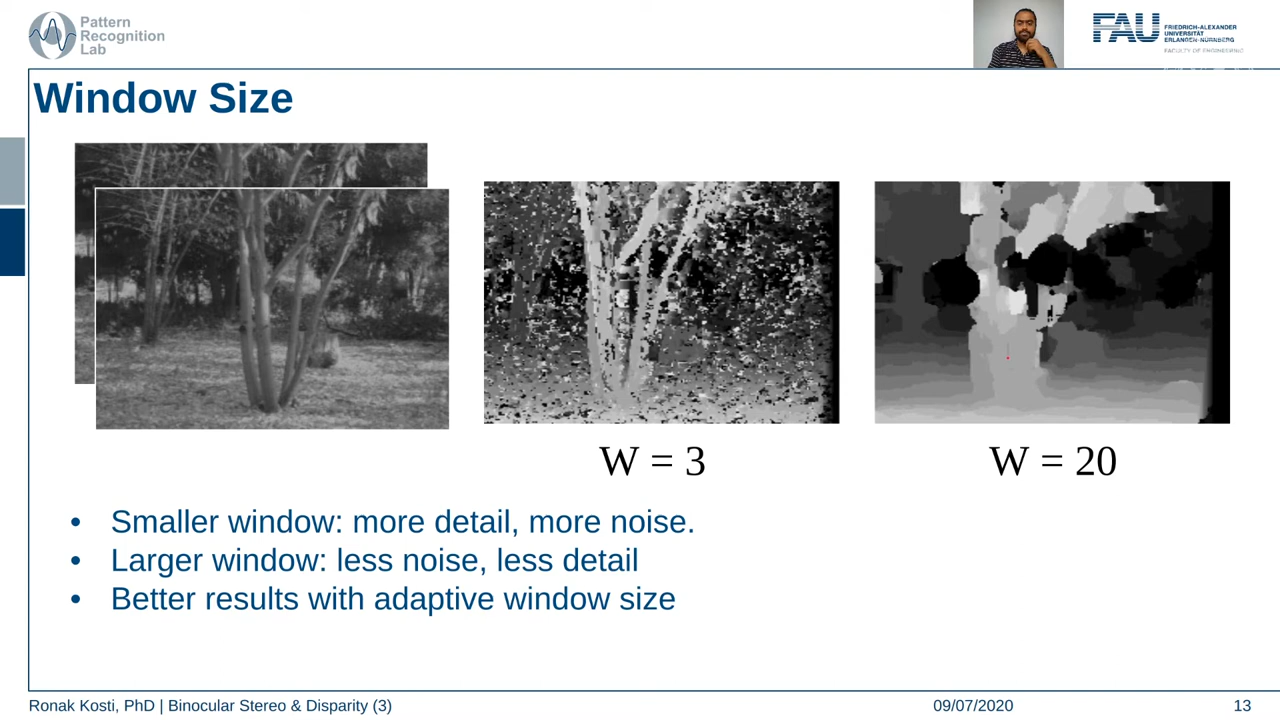 Pattern
Recognition
Lab
FAU
FRIEDRICH-ALEXANDER
UNIVERSITÄT
ERLANGEN-NÜRNBERG
FACULTY OF ENGINEERING
Window Size
W = 3
W = 20
• Smaller window: more detail, more noise.
• Larger window: less noise, less detail
• Better results with adaptive window size
Ronak Kosti, PhD | Binocular Stereo & Disparity (3)
09/07/2020
13